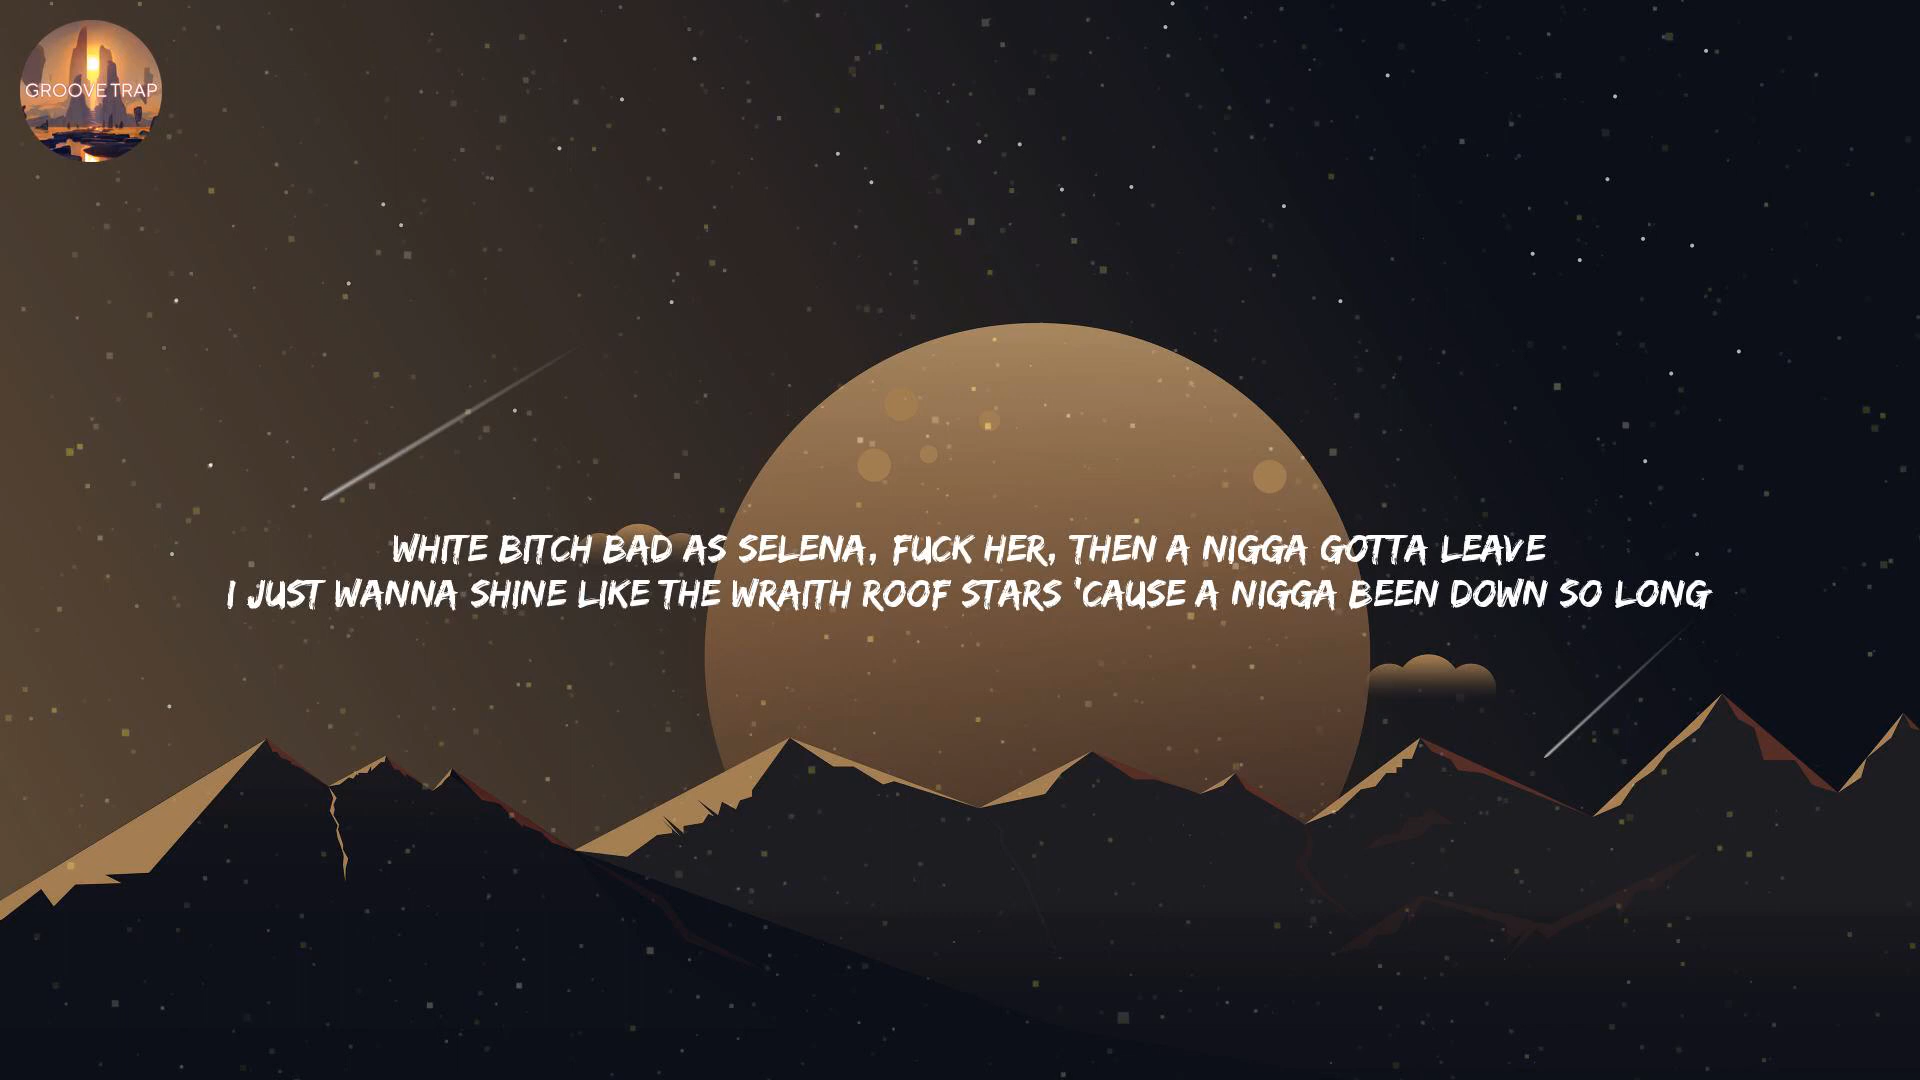 GROOVE TRAP
WHITE BITCH BAD AS SELENA, FUCK HER, THEN A NIGGA GOTTA LEAVE
I JUST WANNA SHINE LIKE THE WRAITH ROOF STARS 'CAUSE A NIGGA BEEN DOWN SO LONG